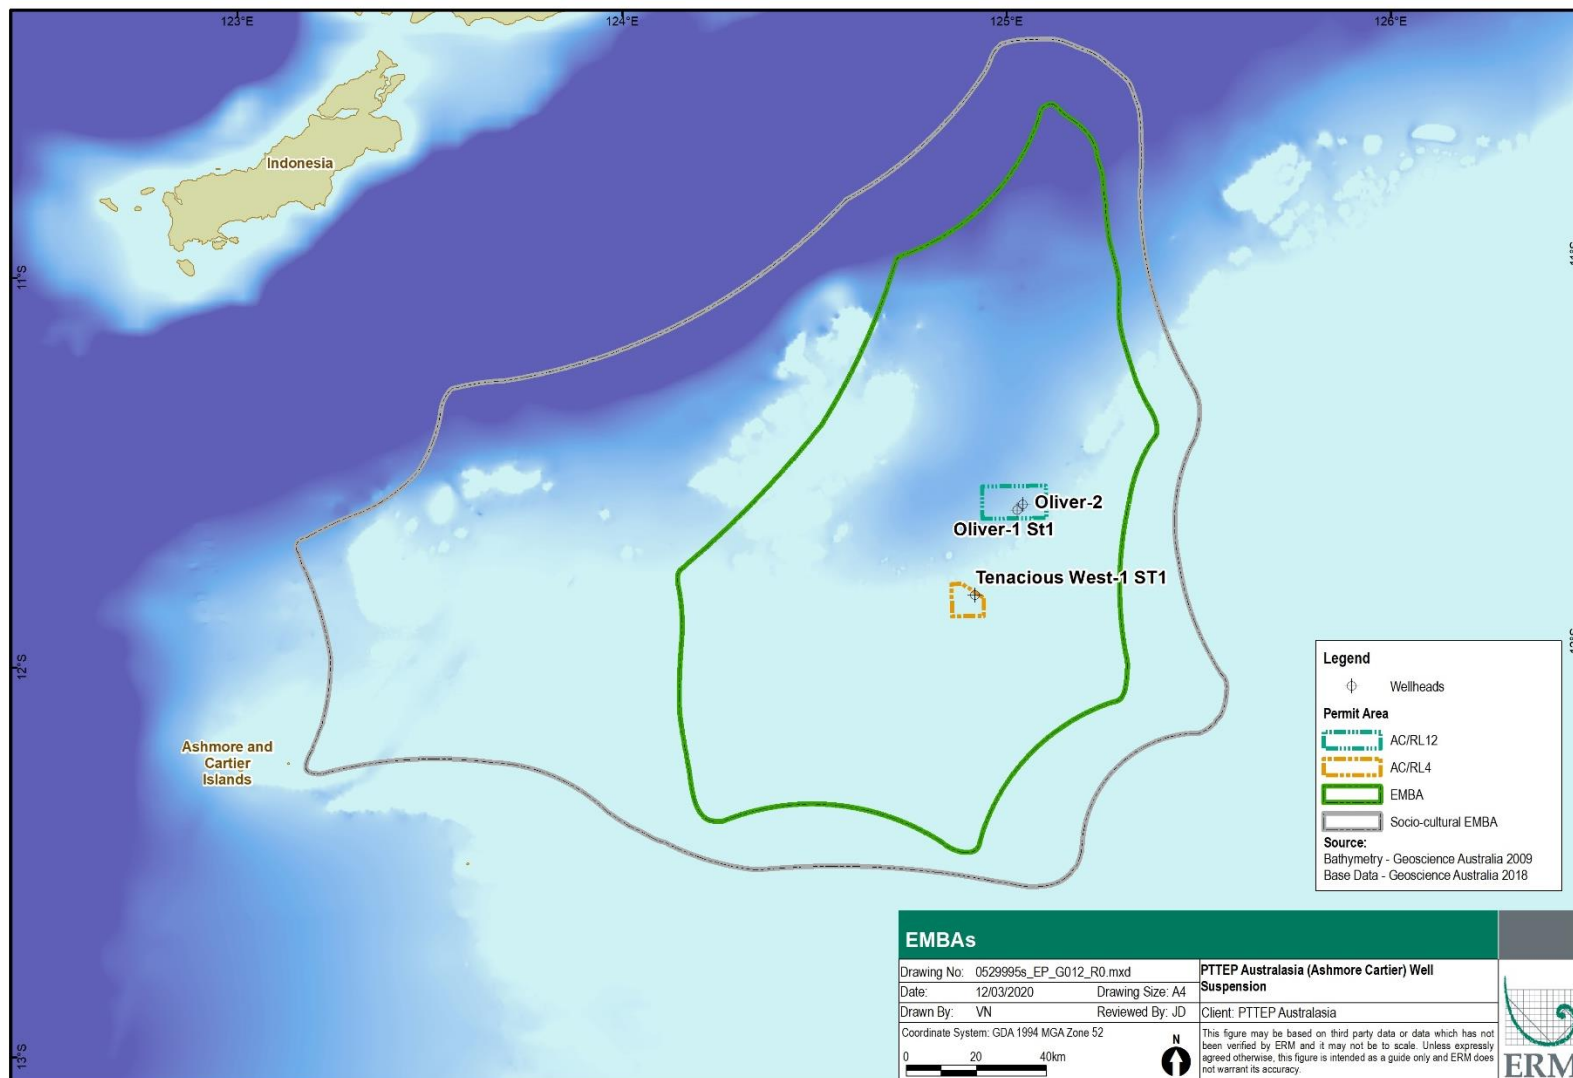 123°E
124°E
125°E
126°E
Indonesia
11°S
11°S
Oliver-2
Oliver-1 St1
Tenacious West-1 ST1
12°S
12°S
Ashmore and
Cartier
Islands
13°S
Legend
Wellheads
Permit Area
AC/RL12
AC/RL4
EMBA
Socio-cultural EMBA
Source:
Bathymetry - Geoscience Australia 2009
Base Data - Geoscience Australia 2018
EMBAs
Drawing No: 0529995s_EP_G012_R0.mxd
Date: 12/03/2020 Drawing Size: A4
Drawn By: VN Reviewed By: JD
Coordinate System: GDA 1994 MGA Zone 52
0 20 40km
N
PTTEP Australasia (Ashmore Cartier) Well
Suspension
Client: PTTEP Australasia
This figure may be based on third party data or data which has not
been verified by ERM and it may not be to scale. Unless expressly
agreed otherwise, this figure is intended as a guide only and ERM does
not warrant its accuracy.
ERM